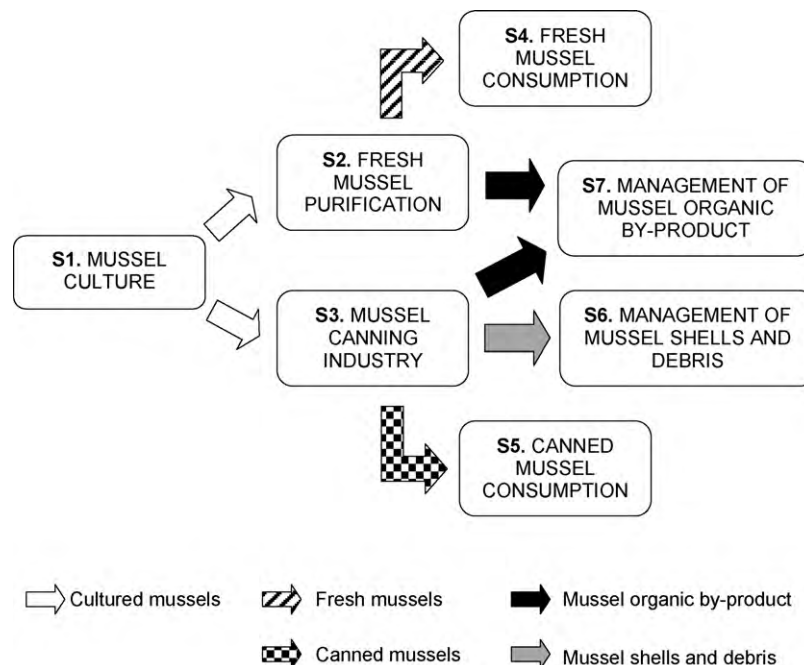 S4. FRESH
MUSSEL
CONSUMPTION
S2. FRESH
MUSSEL
PURIFICATION
S7. MANAGEMENT OF
MUSSEL ORGANIC
BY-PRODUCT
S1. MUSSEL
CULTURE
S3. MUSSEL
CANNING
INDUSTRY
S6. MANAGEMENT OF
MUSSEL SHELLS AND
DEBRIS
S5. CANNED
MUSSEL
CONSUMPTION
Cultured mussels
Fresh mussels
Mussel organic by-product
Canned mussels
Mussel shells and debris